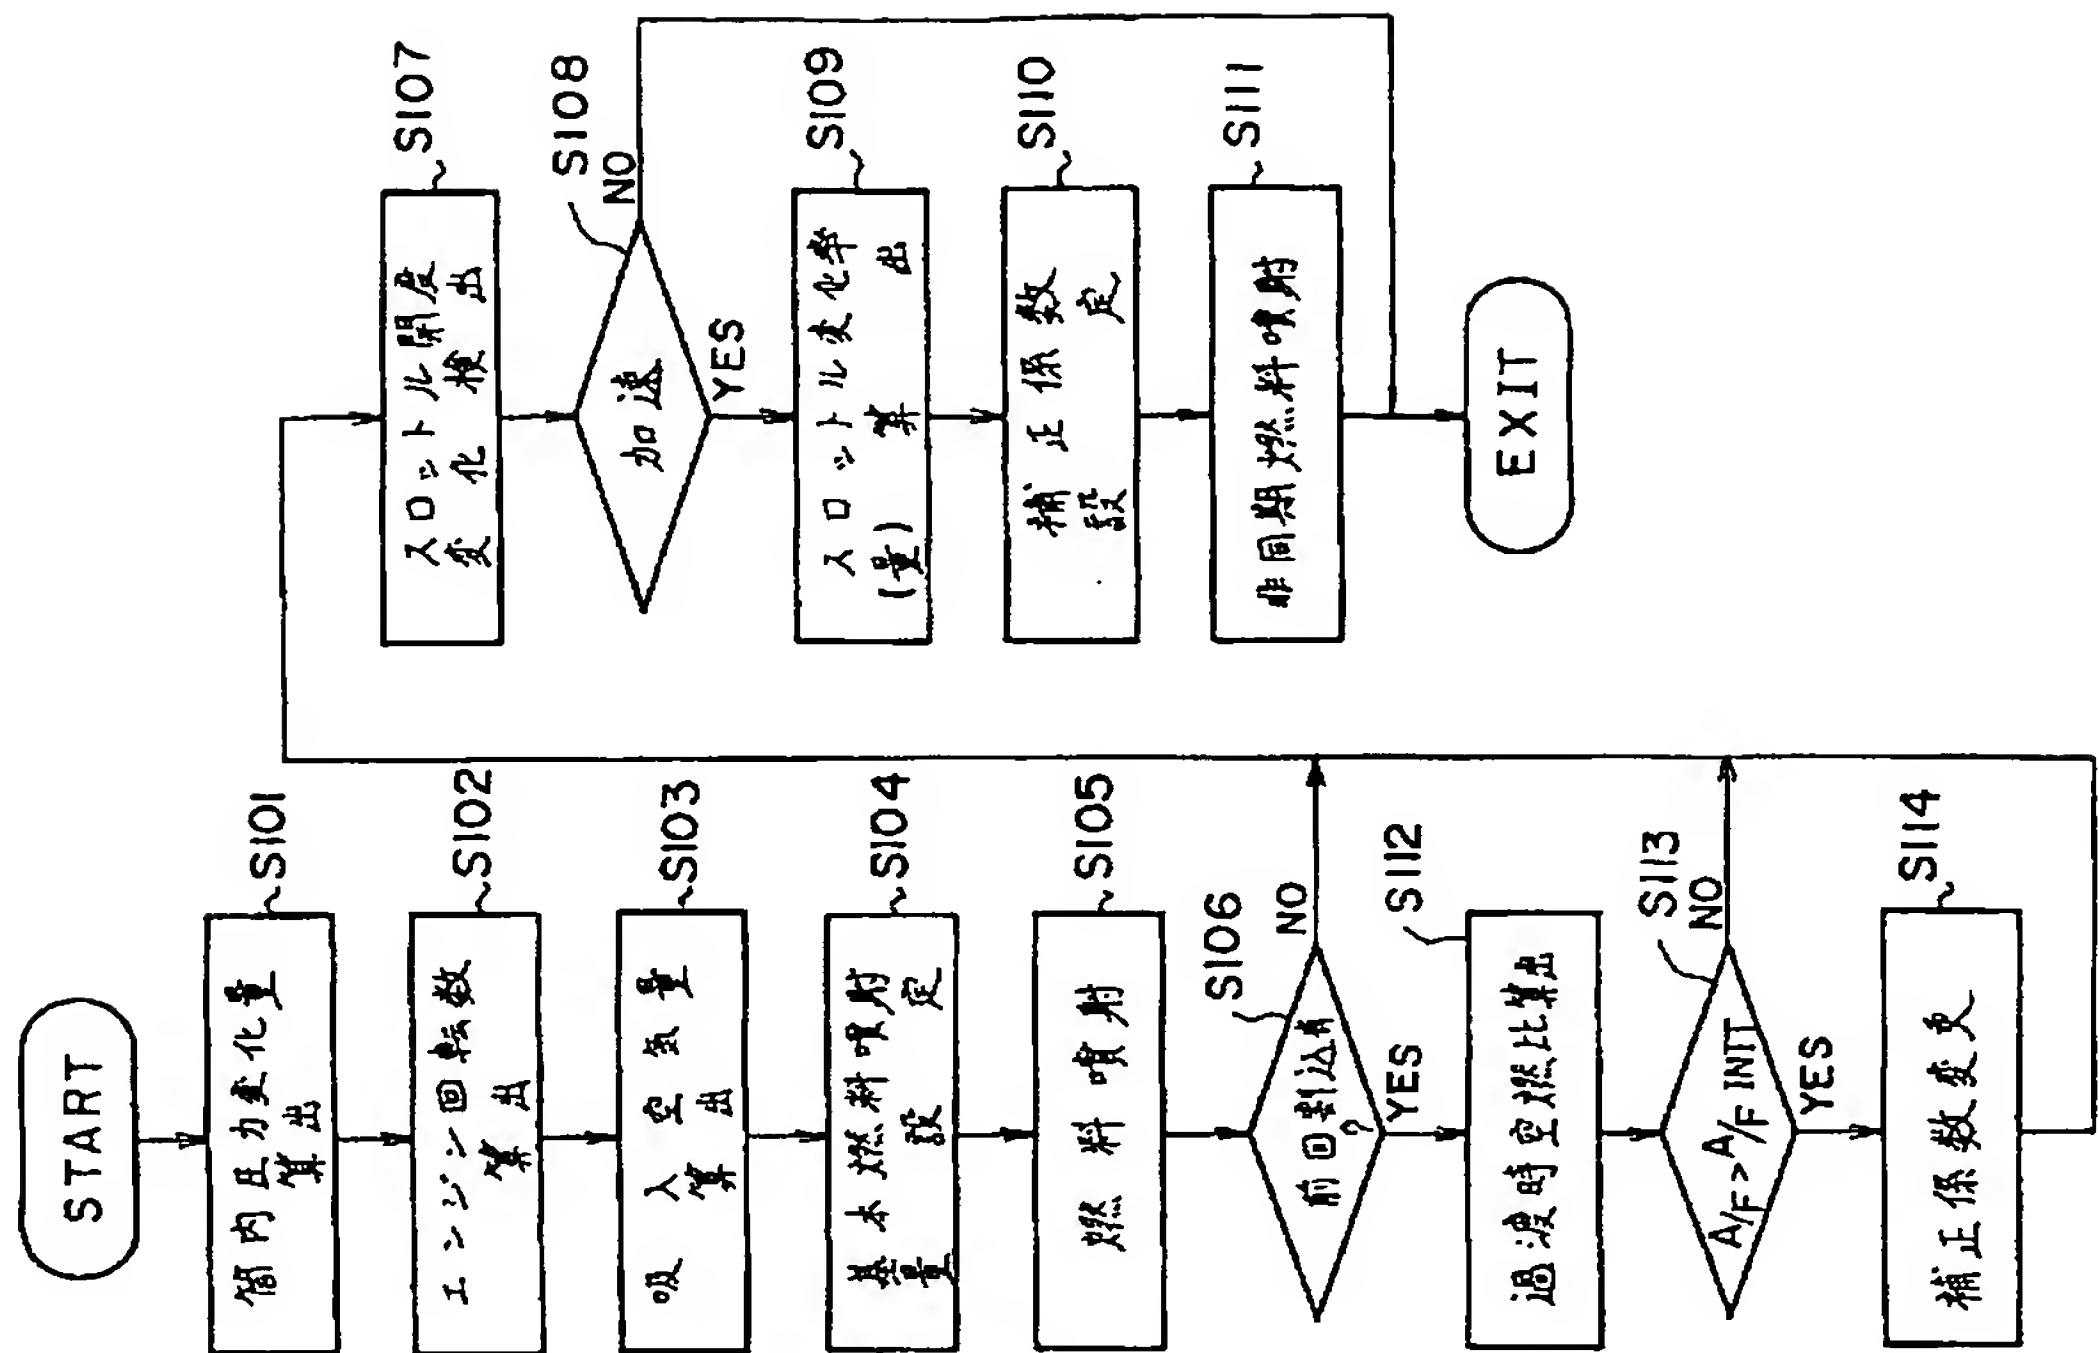 START
S101
筒内圧力変化量
算出
S102
エンジン回転数
算出
S103
吸入空気量
算出
S104
基本燃料噴射
量設定
S105
燃料噴射
S106
前回割込有
?
NO
YES
S112
過渡時空燃比算出
S113
A/F > A/F INIT
NO
YES
S114
補正係数変更
S107
スロットル開度
変化検出
S108
加速
NO
YES
S109
スロットル変化率
(量)算出
S110
補正係数
設定
S111
非同期燃料噴射
EXIT